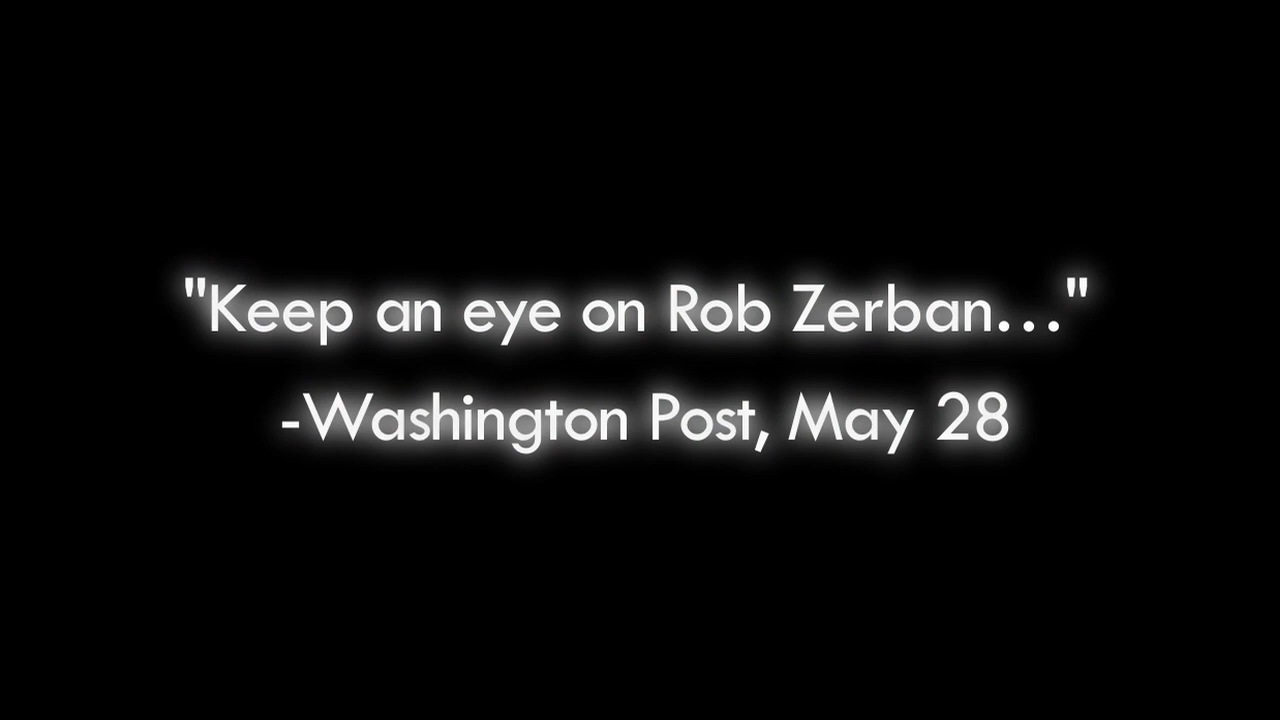 "Keep an eye on Rob Zerban..."
-Washington Post, May 28